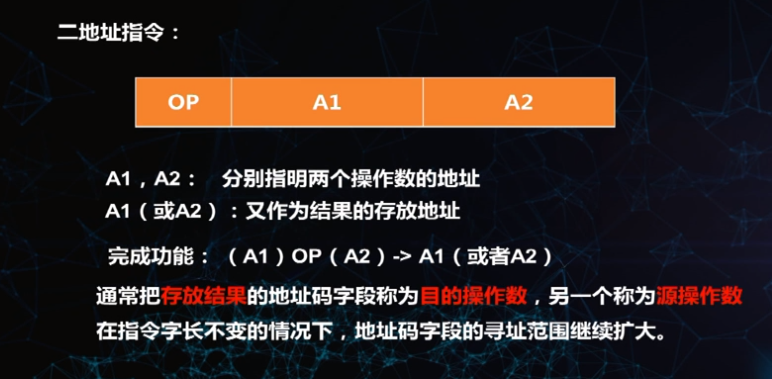 二地址指令：
OP A1 A2
A1，A2： 分别指明两个操作数的地址
A1（或A2）：又作为结果的存放地址
完成功能：（A1）OP（A2）-> A1（或者A2）
通常把存放结果的地址码字段称为目的操作数，另一个称为源操作数
在指令字长不变的情况下，地址码字段的寻址范围继续扩大。